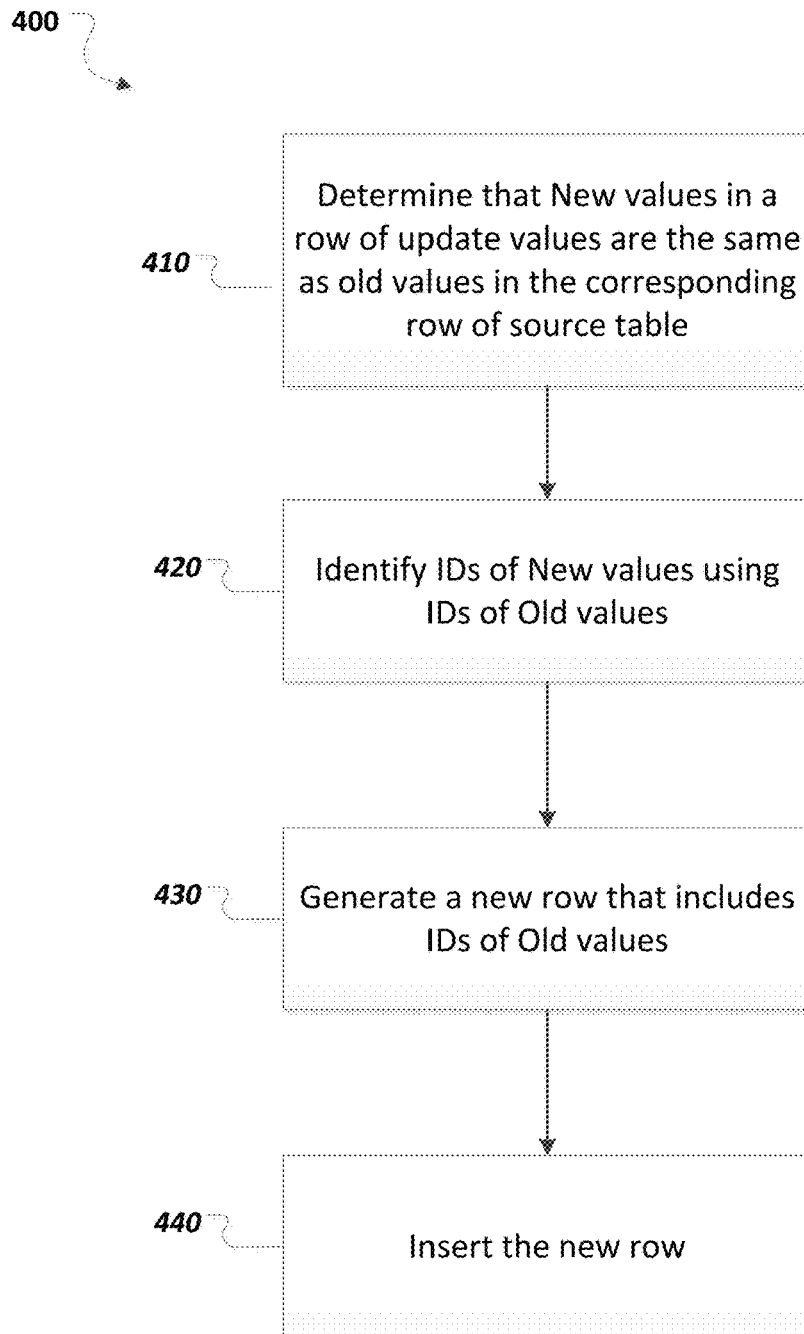 400
410
Determine that New values in a
row of update values are the same
as old values in the corresponding
row of source table
420
Identify IDs of New values using
IDs of Old values
430
Generate a new row that includes
IDs of Old values
440
Insert the new row